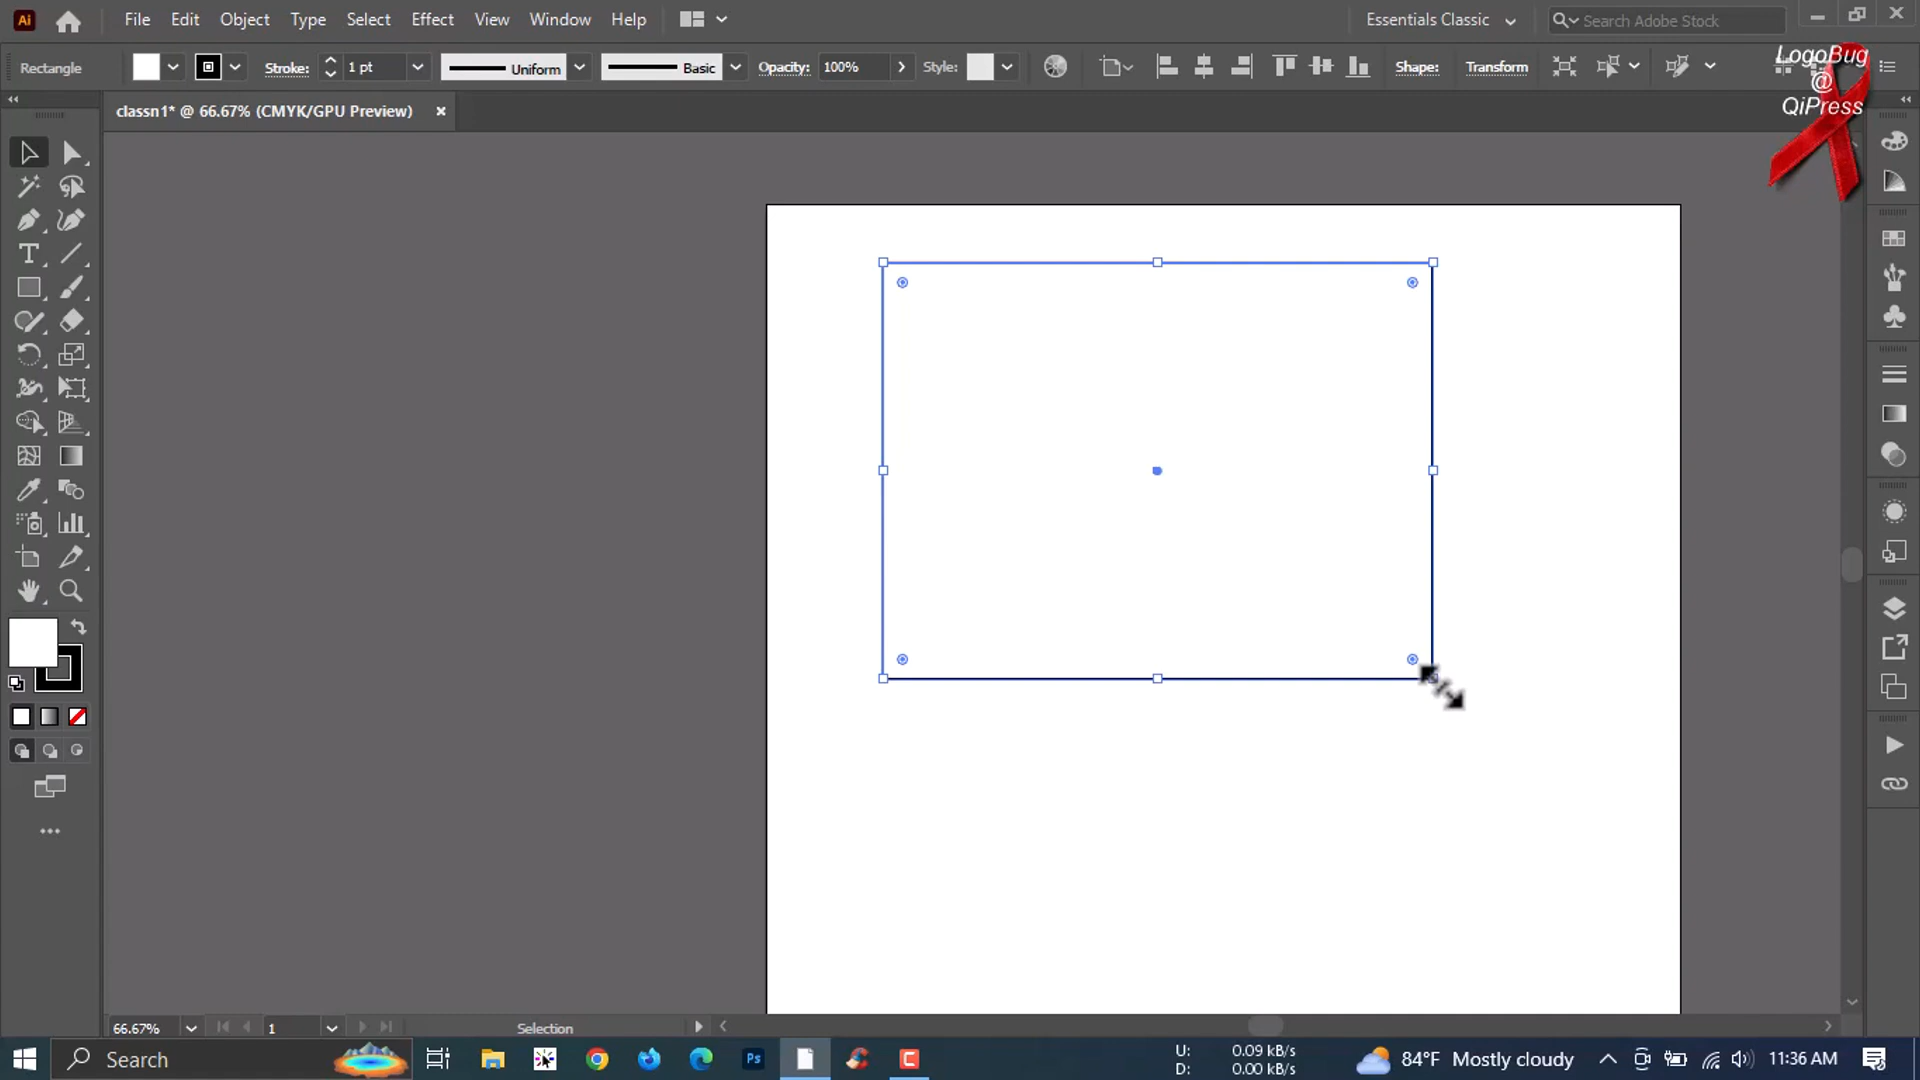 Ai File Edit Object Type Select Effect View Window Help Essentials Classic Search Adobe Stock
Rectangle Stroke: 1 pt Uniform Basic Opacity: 100% Style: Shape: Transform
LogoBug
@
QiPress
classn1* @ 66.67% (CMYK/GPU Preview)
T
66.67% 1 Selection
Search Ps U: 0.09 kB/s 84°F Mostly cloudy 11:36 AM
D: 0.00 kB/s